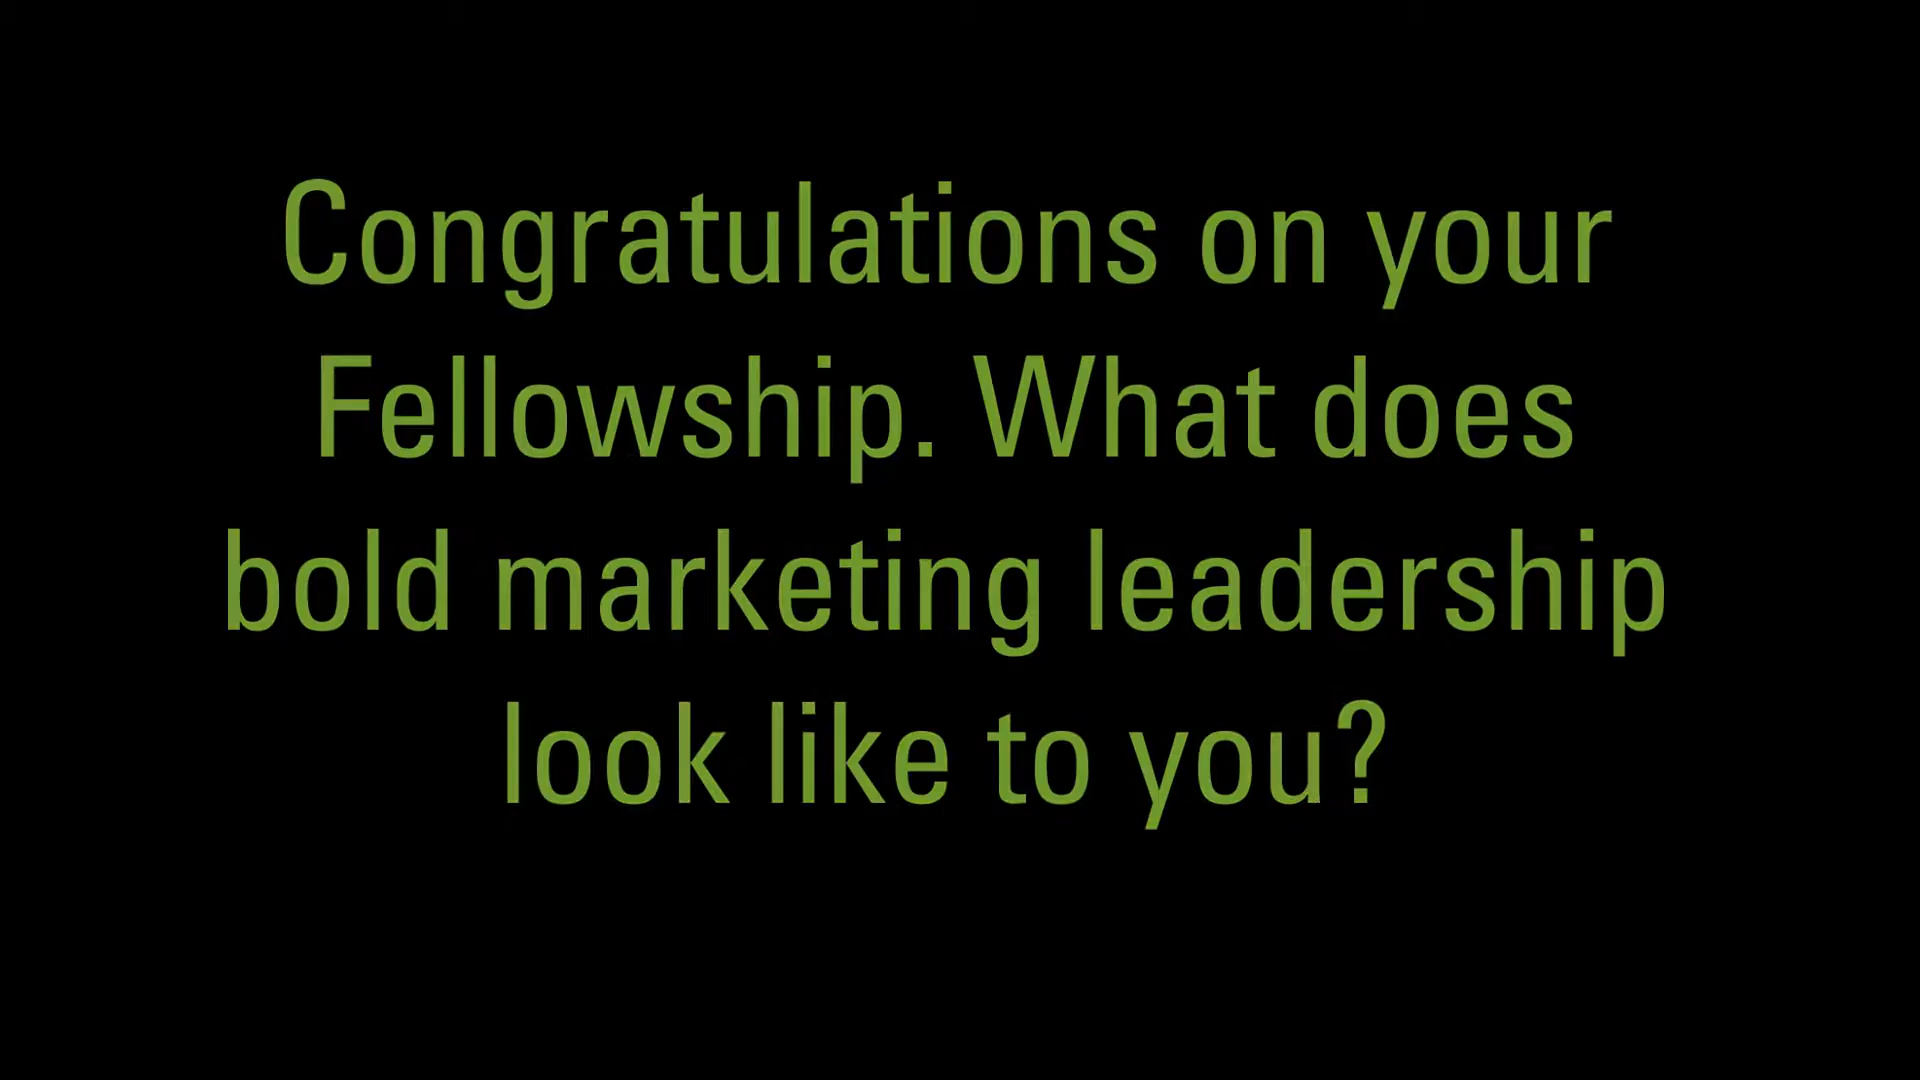 Congratulations on your
Fellowship. What does
bold marketing leadership
look like to you?